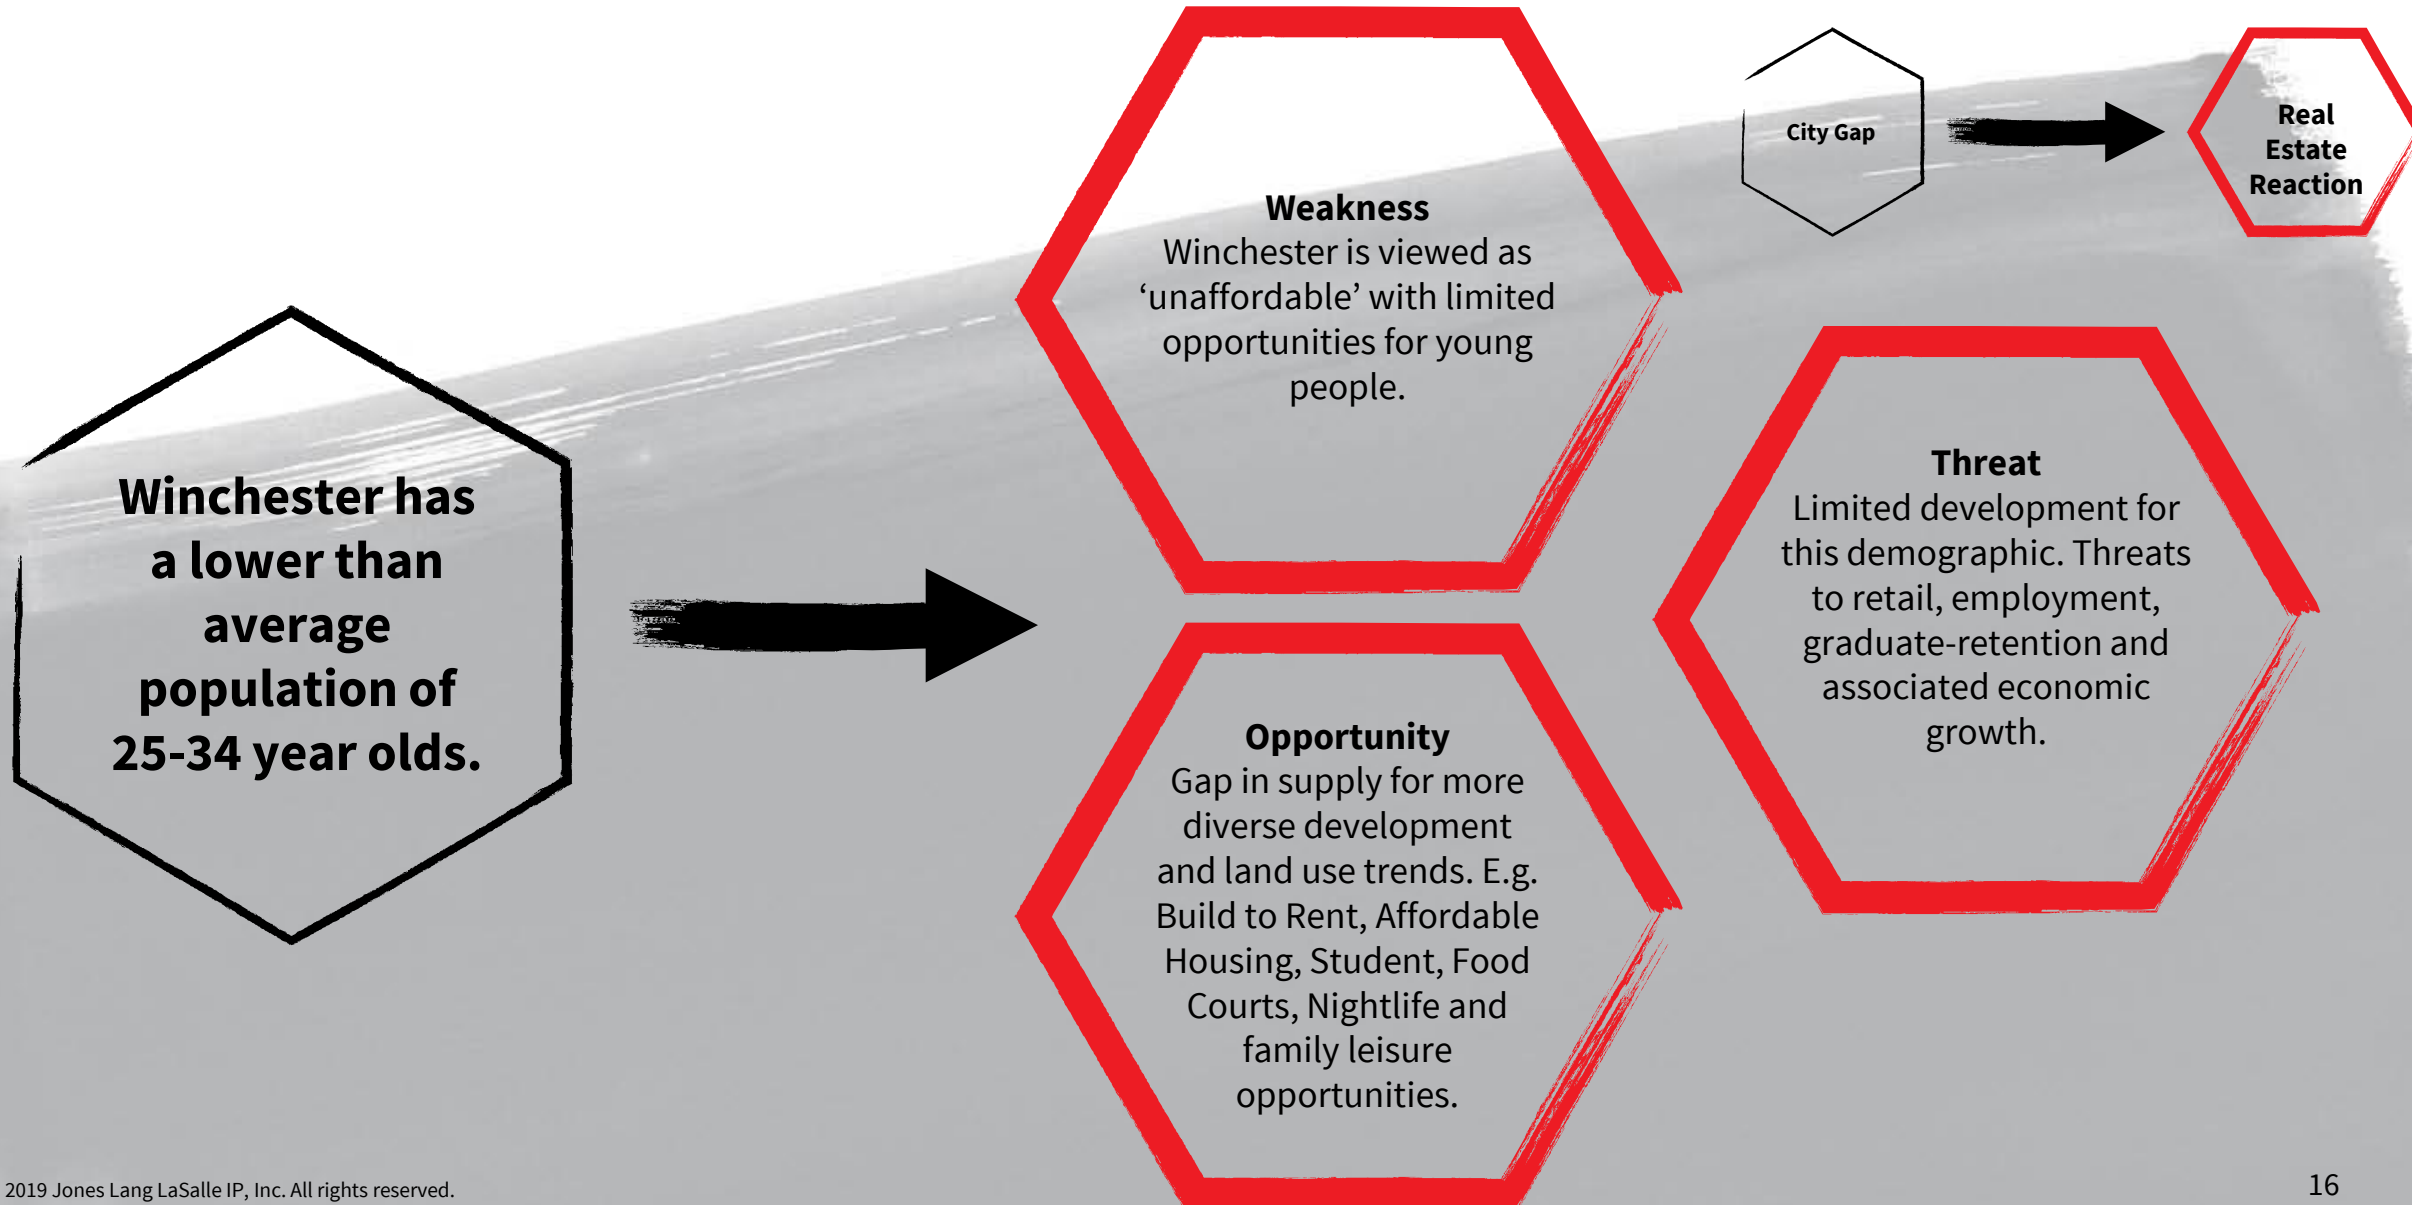 City Gap
Real
Estate
Reaction
Winchester has
a lower than
average
population of
25-34 year olds.
Weakness
Winchester is viewed as
‘unaffordable’ with limited
opportunities for young
people.
Threat
Limited development for
this demographic. Threats
to retail, employment,
graduate-retention and
associated economic
growth.
Opportunity
Gap in supply for more
diverse development
and land use trends. E.g.
Build to Rent, Affordable
Housing, Student, Food
Courts, Nightlife and
family leisure
opportunities.
2019 Jones Lang LaSalle IP, Inc. All rights reserved.
16